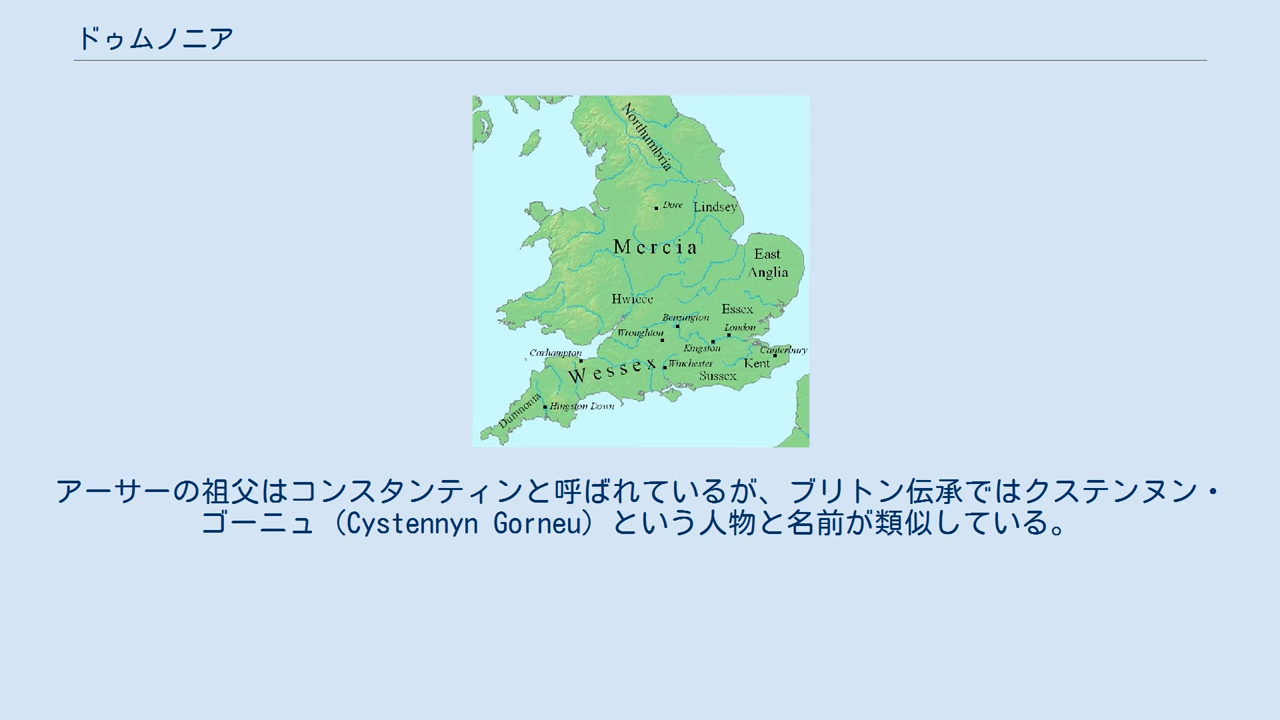 ドゥムノニア
Northumbria
Dore
Lindsey
Mercia
East
Anglia
Hwicce
Essex
Bensington
London
Wroughton
Kingston
Canterbury
Carhampton
Wessex
Winchester
Kent
Sussex
Dumnonia
Hingston Down
アーサーの祖父はコンスタンティンと呼ばれているが、ブリトン伝承ではクステンヌン・
ゴーニュ（Cystennyn Gorneu）という人物と名前が類似している。